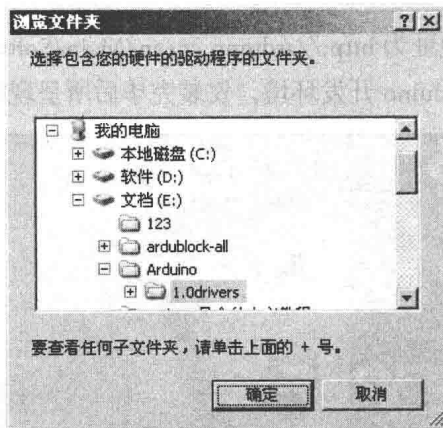 浏览文件夹
选择包含您的硬件的驱动程序的文件夹。
我的电脑
本地磁盘 (C:)
软件 (D:)
文档 (E:)
123
ardublock-all
Arduino
1.0drivers
要查看任何子文件夹，请单击上面的 + 号。
确定 取消